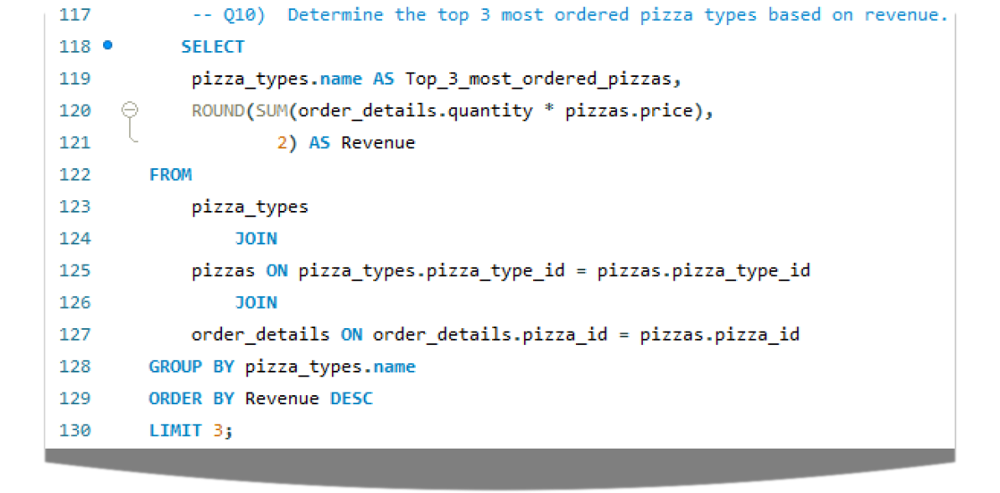 117 -- Q10) Determine the top 3 most ordered pizza types based on revenue.
118 SELECT
119 pizza_types.name AS Top_3_most_ordered_pizzas,
120 ROUND(SUM(order_details.quantity * pizzas.price),
121 2) AS Revenue
122 FROM
123 pizza_types
124 JOIN
125 pizzas ON pizza_types.pizza_type_id = pizzas.pizza_type_id
126 JOIN
127 order_details ON order_details.pizza_id = pizzas.pizza_id
128 GROUP BY pizza_types.name
129 ORDER BY Revenue DESC
130 LIMIT 3;